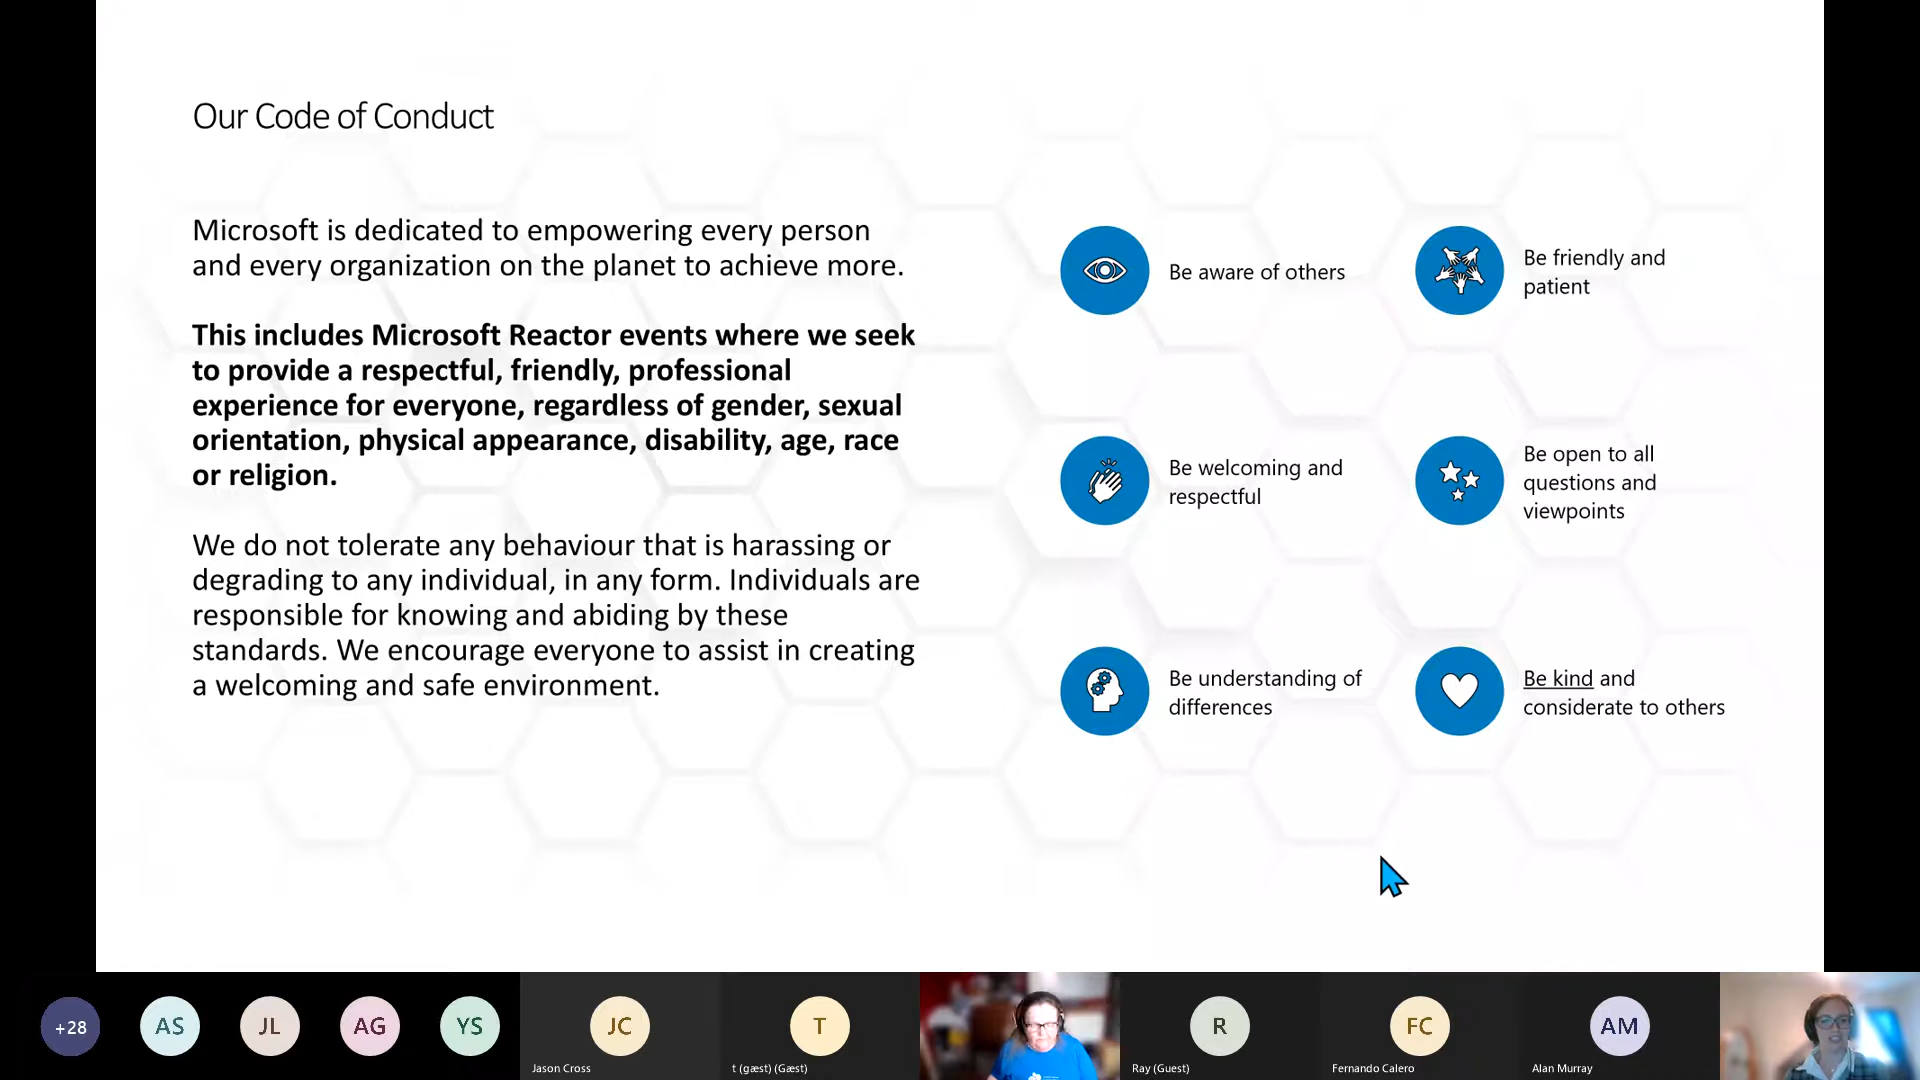 Our Code of Conduct
Microsoft is dedicated to empowering every person
and every organization on the planet to achieve more.
This includes Microsoft Reactor events where we seek
to provide a respectful, friendly, professional
experience for everyone, regardless of gender, sexual
orientation, physical appearance, disability, age, race
or religion.
We do not tolerate any behaviour that is harassing or
degrading to any individual, in any form. Individuals are
responsible for knowing and abiding by these
standards. We encourage everyone to assist in creating
a welcoming and safe environment.
Be aware of others
Be friendly and
patient
Be welcoming and
respectful
Be open to all
questions and
viewpoints
Be understanding of
differences
Be kind and
considerate to others
+28
AS
JL
AG
YS
JC
Jason Cross
T
t (gæst) (Gæst)
R
Ray (Guest)
FC
Fernando Calero
AM
Alan Murray